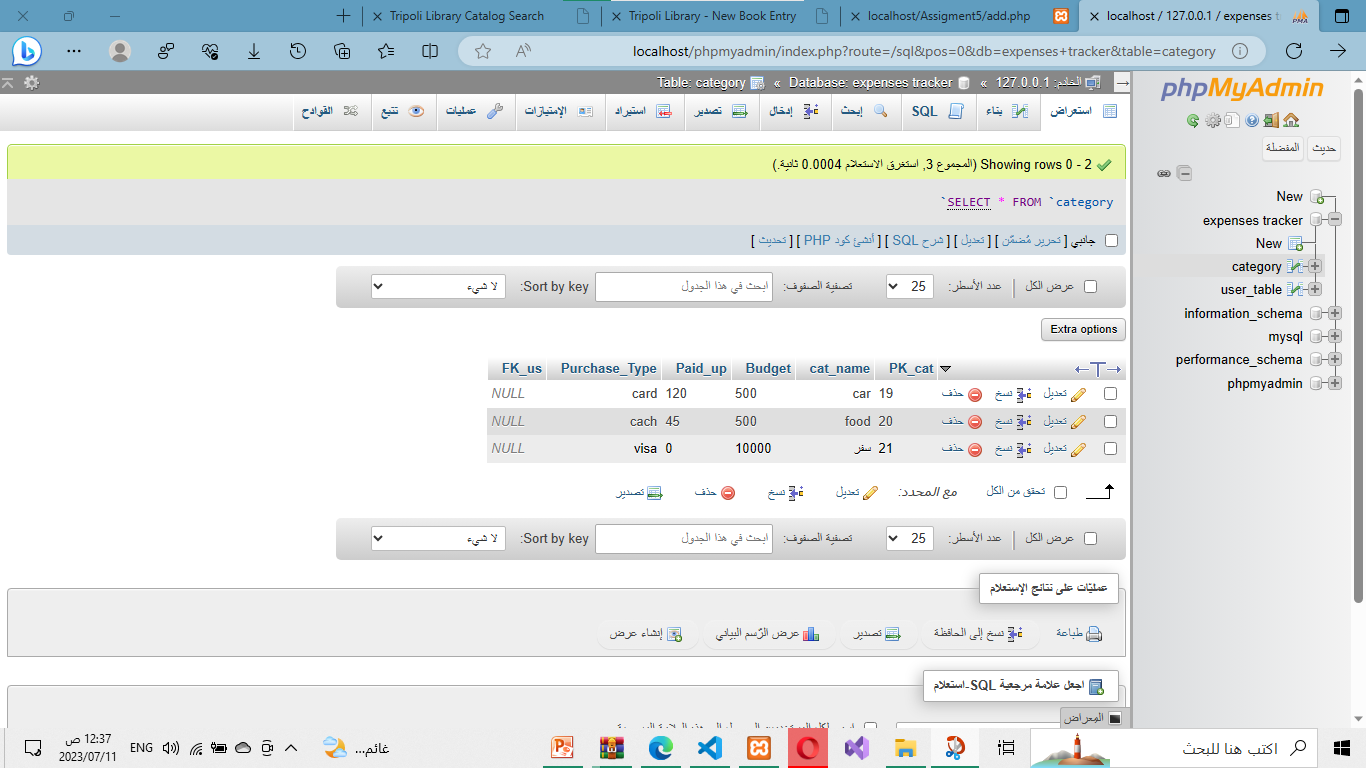 Tripoli Library Catalog Search
Tripoli Library - New Book Entry
localhost/Assigment5/add.php
localhost / 127.0.0.1 / expenses t
localhost/phpmyadmin/index.php?route=/sql&pos=0&db=expenses+tracker&table=category
الخادم: 127.0.0.1 » Database: expenses tracker » Table: category
phpMyAdmin
حديث المفضلة
New
expenses tracker
New
category
user_table
information_schema
mysql
performance_schema
phpmyadmin
استعراض بناء SQL إبحث إدخال تصدير استيراد الإمتيازات عمليات تتبع القوادح
Showing rows 0 - 2 (المجموع 3, استغرق الاستعلام 0.0004 ثانية.)
`SELECT * FROM `category
جانبي [ تحرير مُضمّن ] [ تعديل ] [ شرح SQL ] [ أنشئ كود PHP ] [ تحديث ]
عرض الكل عدد الأسطر: 25 تصفية الصفوف: ابحث في هذا الجدول Sort by key: لا شيء
Extra options
PK_cat cat_name Budget Paid_up Purchase_Type FK_us
تعديل نسخ حذف 19 car 500 120 card NULL
تعديل نسخ حذف 20 food 500 45 cach NULL
تعديل نسخ حذف 21 سفر 10000 0 visa NULL
تحقق من الكل مع المحدد: تعديل نسخ حذف تصدير
عرض الكل عدد الأسطر: 25 تصفية الصفوف: ابحث في هذا الجدول Sort by key: لا شيء
عمليّات على نتائج الإستعلام
طباعة نسخ إلى الحافظة تصدير عرض الرّسم البياني إنشاء عرض
اجعل علامة مرجعية SQL-استعلام
المِعراض
اكتب هنا للبحث
غائم...
ENG
12:37 ص
2023/07/11